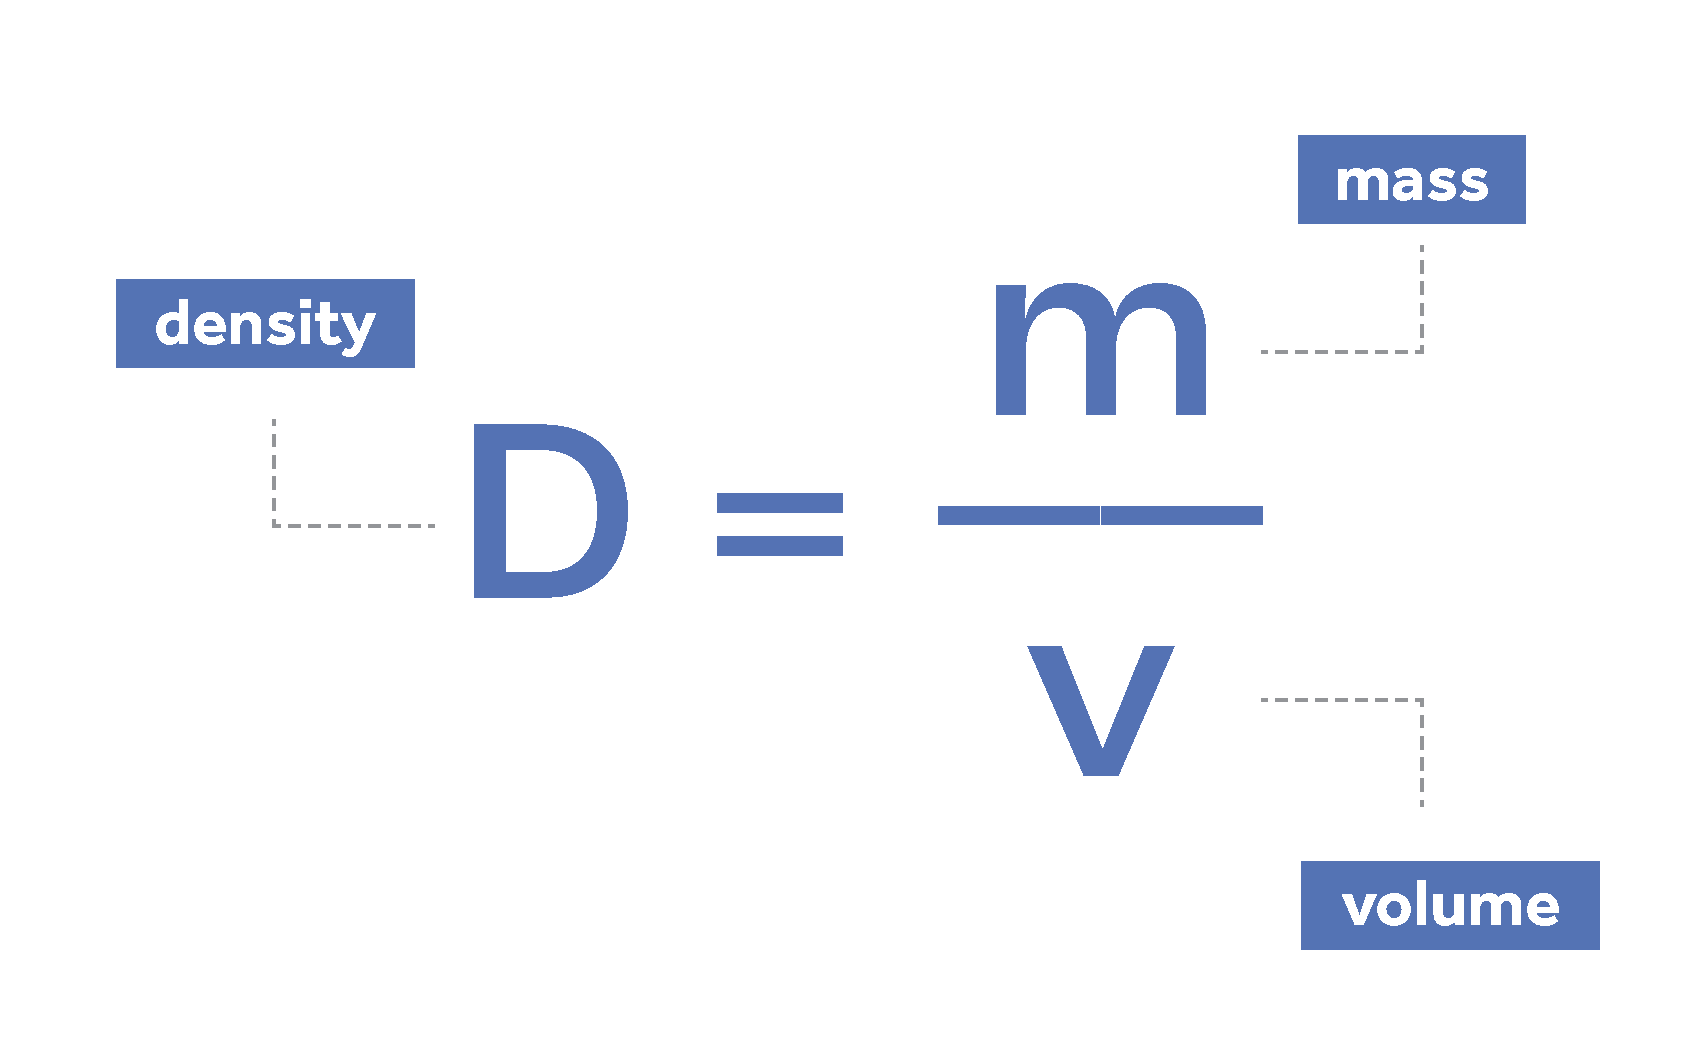 mass
density
m
D =
v
volume